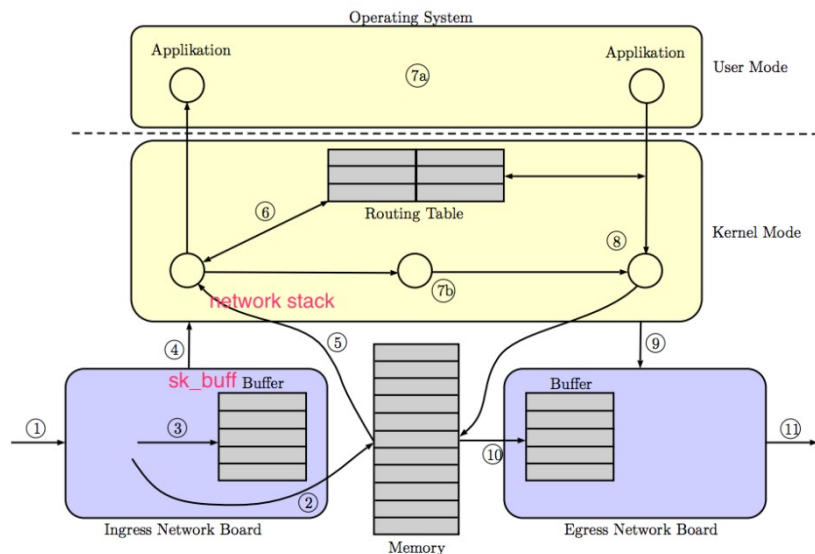 Operating System
Applikation
Applikation
7a
User Mode
Routing Table
6
Kernel Mode
8
7b
network stack
4
5
9
sk_buff
Buffer
Buffer
1
3
11
10
2
Ingress Network Board
Egress Network Board
Memory